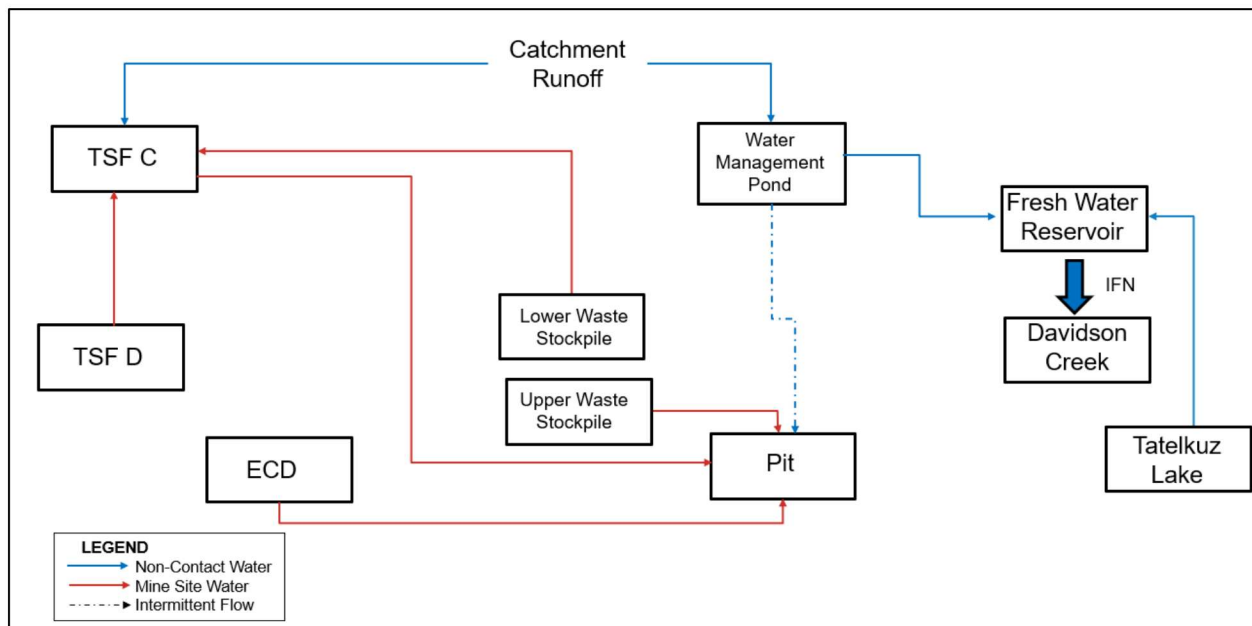 Catchment
Runoff
TSF C
Water
Management
Pond
Fresh Water
Reservoir
IFN
Lower Waste
Stockpile
TSF D
Davidson
Creek
Upper Waste
Stockpile
ECD
Pit
Tatelkuz
Lake
LEGEND
Non-Contact Water
Mine Site Water
Intermittent Flow